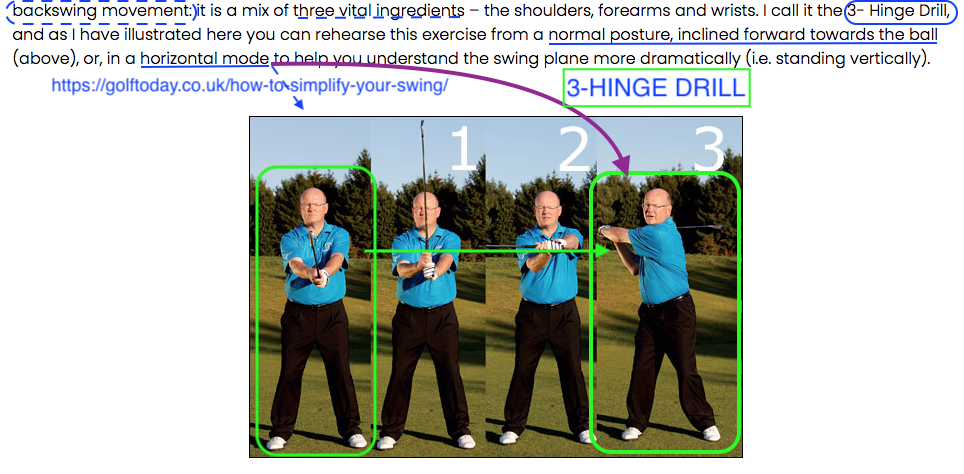 backswing movement: it is a mix of three vital ingredients – the shoulders, forearms and wrists. I call it the 3- Hinge Drill,
and as I have illustrated here you can rehearse this exercise from a normal posture, inclined forward towards the ball
(above), or, in a horizontal mode to help you understand the swing plane more dramatically (i.e. standing vertically).
https://golftoday.co.uk/how-to-simplify-your-swing/
3-HINGE DRILL
1 2 3